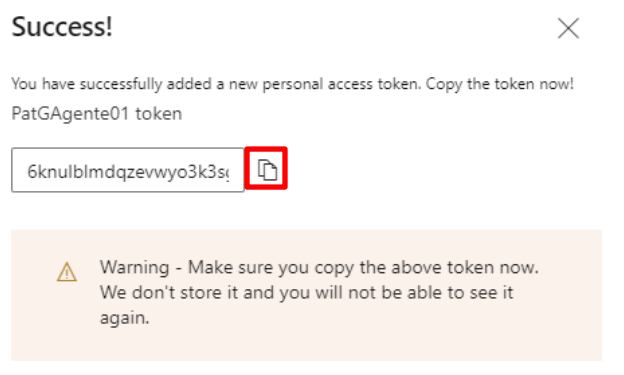 Success!
You have successfully added a new personal access token. Copy the token now!
PatGAgente01 token
6knulblmdqzevwyo3k3s
Warning - Make sure you copy the above token now.
We don't store it and you will not be able to see it
again.